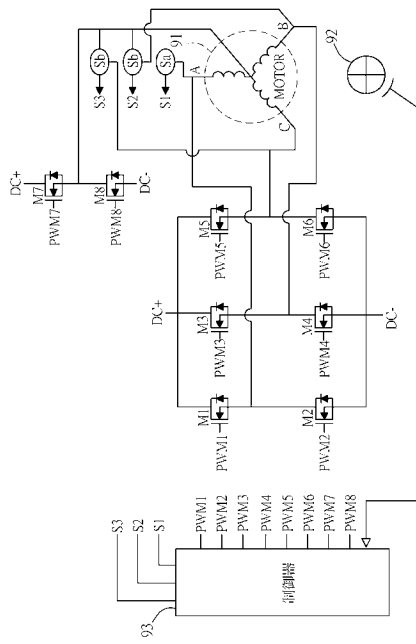 93
S3
S2
S1
制御器
PWM1
PWM2
PWM3
PWM4
PWM5
PWM6
PWM7
PWM8
DC+
M1
M3
M5
PWM1
PWM3
PWM5
M2
M4
M6
PWM2
PWM4
PWM6
DC-
DC+
M7
PWM7
M8
PWM8
DC-
S3
S2
S1
Sb
Sb
Sa
91
A
B
C
MOTOR
92